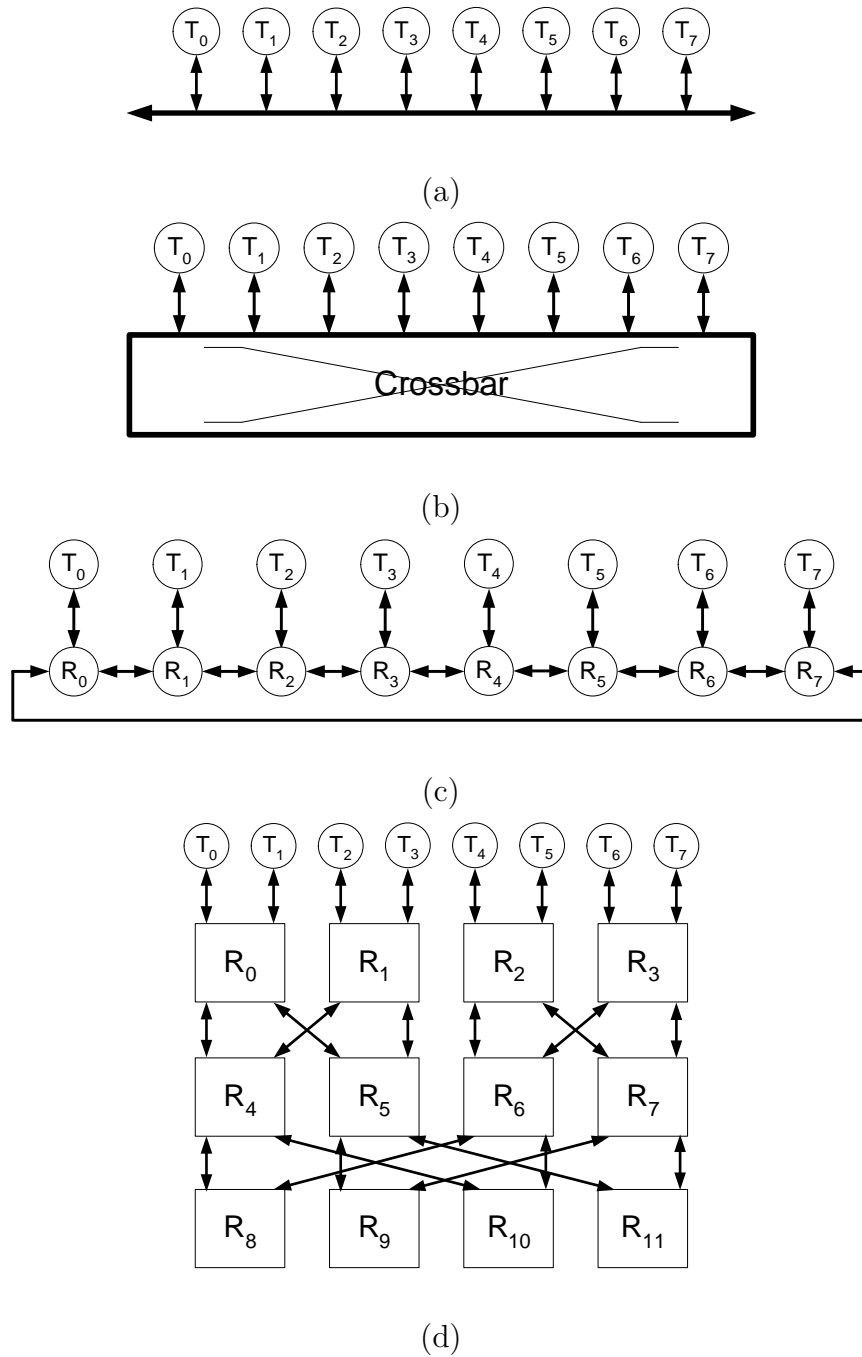 T0 T1 T2 T3 T4 T5 T6 T7
(a)
T0 T1 T2 T3 T4 T5 T6 T7
Crossbar
(b)
T0 T1 T2 T3 T4 T5 T6 T7
R0 R1 R2 R3 R4 R5 R6 R7
(c)
T0 T1 T2 T3 T4 T5 T6 T7
R0 R1 R2 R3
R4 R5 R6 R7
R8 R9 R10 R11
(d)